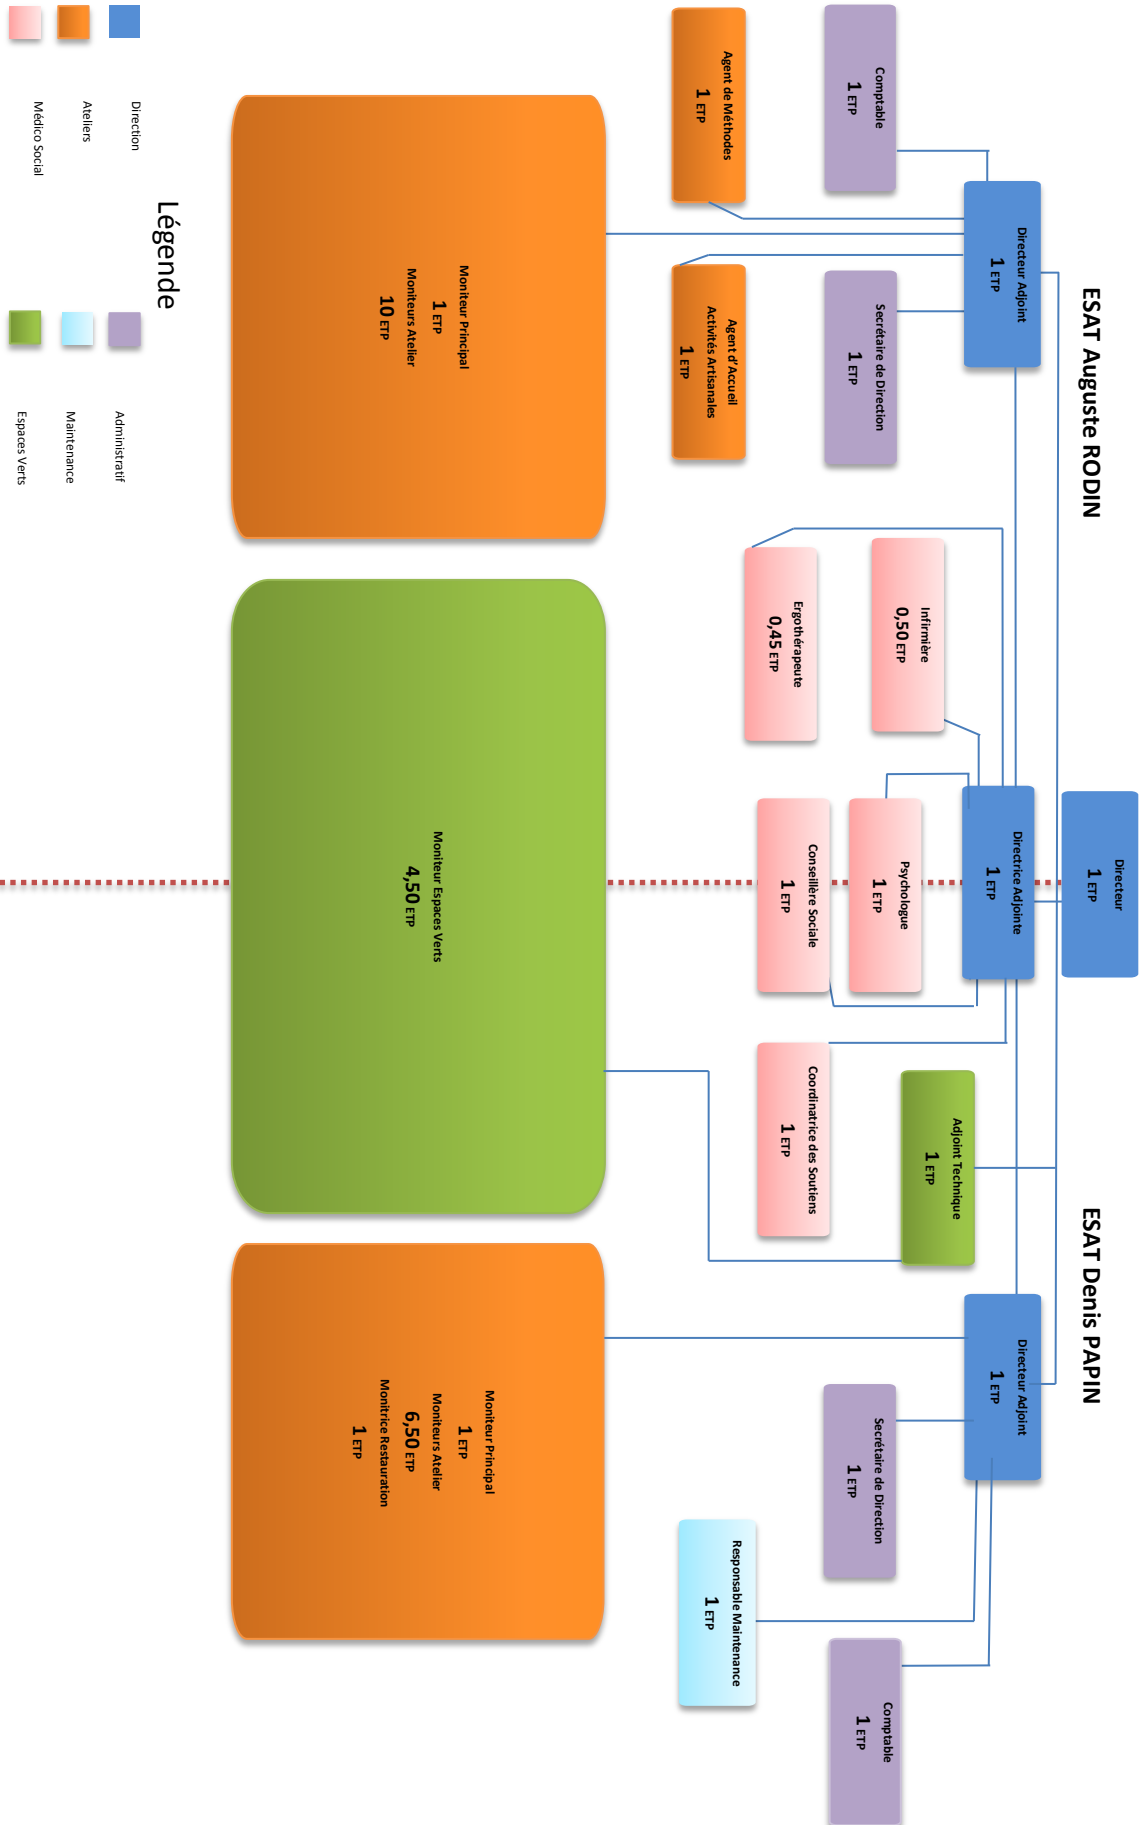 ESAT Auguste RODIN
ESAT Denis PAPIN
Directeur
1 ETP
Directeur Adjoint
1 ETP
Directrice Adjointe
1 ETP
Directeur Adjoint
1 ETP
Comptable
1 ETP
Secrétaire de Direction
1 ETP
Infirmière
0,50 ETP
Psychologue
1 ETP
Adjoint Technique
1 ETP
Secrétaire de Direction
1 ETP
Comptable
1 ETP
Agent de Méthodes
1 ETP
Agent d'Accueil
Activités Artisanales
1 ETP
Ergothérapeute
0,45 ETP
Conseillère Sociale
1 ETP
Coordinatrice des Soutiens
1 ETP
Responsable Maintenance
1 ETP
Moniteur Principal
1 ETP
Moniteurs Atelier
10 ETP
Moniteur Espaces Verts
4,50 ETP
Moniteur Principal
1 ETP
Moniteurs Atelier
6,50 ETP
Monitrice Restauration
1 ETP
Légende
Direction
Administratif
Ateliers
Maintenance
Médico Social
Espaces Verts